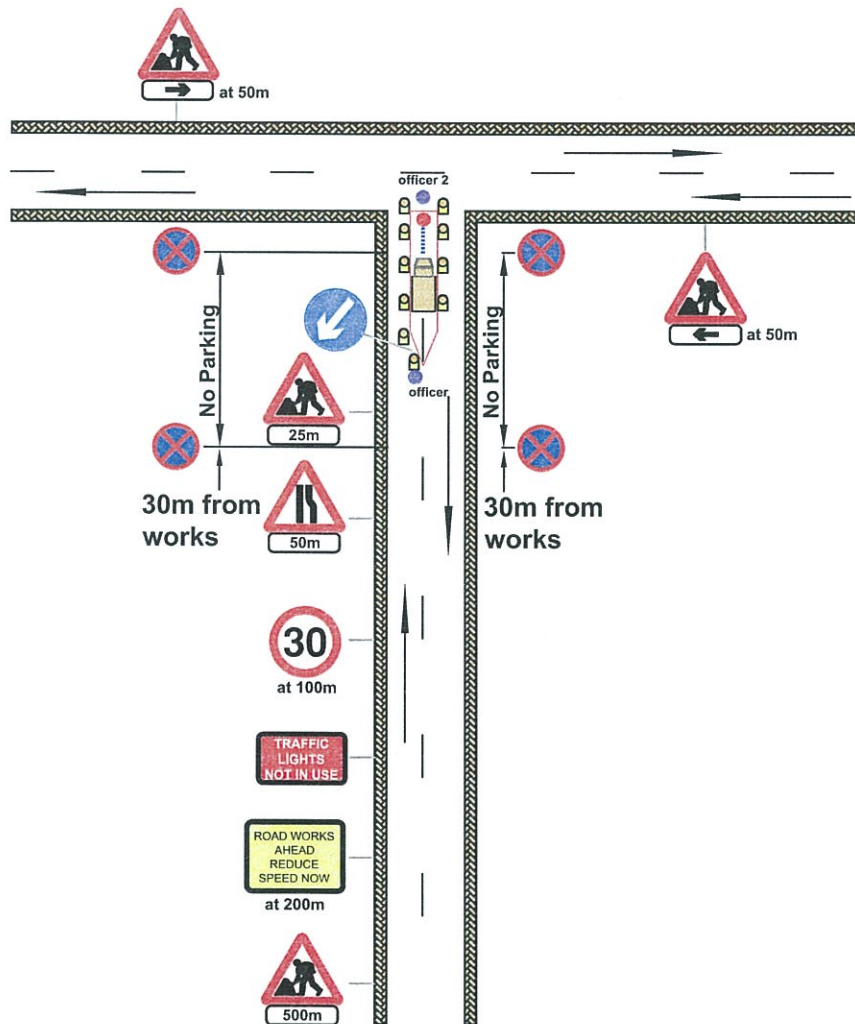 at 50m
officer 2
No Parking
No Parking
at 50m
officer
25m
30m from
works
30m from
works
50m
30
at 100m
TRAFFIC
LIGHTS
NOT IN USE
ROAD WORKS
AHEAD
REDUCE
SPEED NOW
at 200m
500m